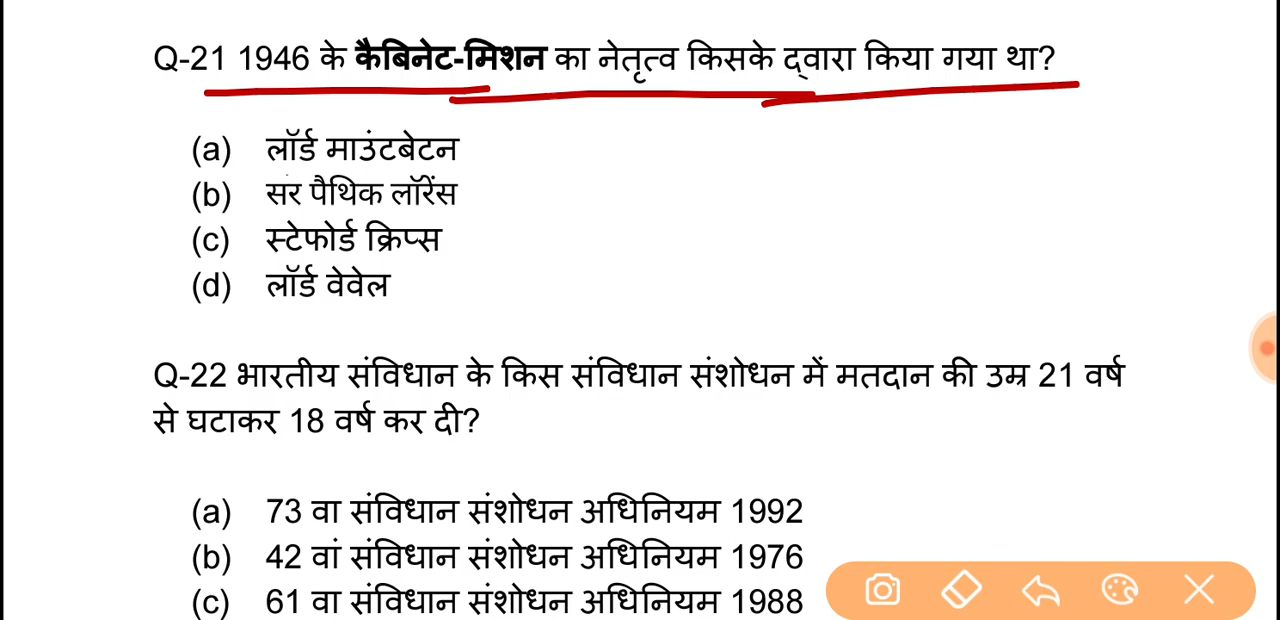 Q-21 1946 के कैबिनेट-मिशन का नेतृत्व किसके द्वारा किया गया था?
(a) लॉर्ड माउंटबेटन
(b) सर पैथिक लॉरेंस
(c) स्टेफोर्ड क्रिप्स
(d) लॉर्ड वेवेल
Q-22 भारतीय संविधान के किस संविधान संशोधन में मतदान की उम्र 21 वर्ष
से घटाकर 18 वर्ष कर दी?
(a) 73 वा संविधान संशोधन अधिनियम 1992
(b) 42 वां संविधान संशोधन अधिनियम 1976
(c) 61 वा संविधान संशोधन अधिनियम 1988